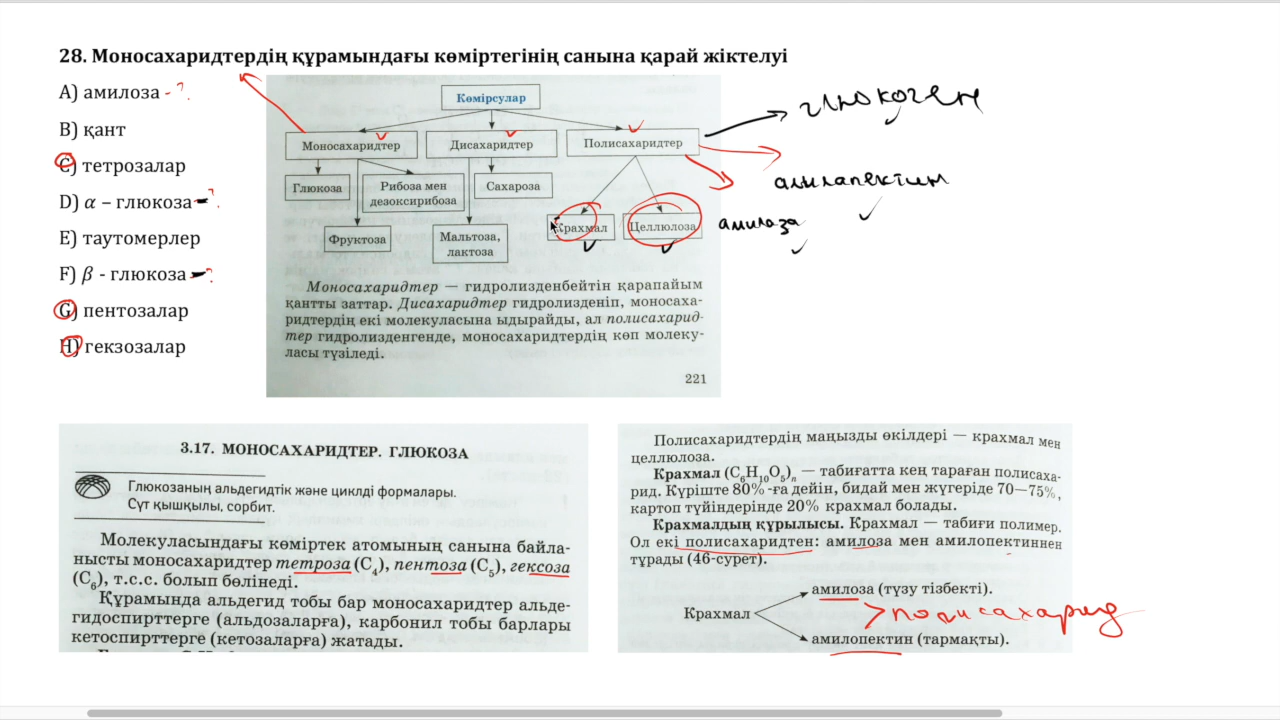 28. Моносахаридтердің құрамындағы көміртегінің санына қарай жіктелуі
A) амилоза - ?
B) қант
C) тетрозалар
D) α – глюкоза - ?
E) таутомерлер
F) β - глюкоза - ?
G) пентозалар
H) гекзозалар
Көмірсулар
Моносахаридтер
Дисахаридтер
Полисахаридтер
Глюкоза
Рибоза мен
дезоксирибоза
Сахароза
Фруктоза
Мальтоза,
лактоза
Крахмал
Целлюлоза
глюкоген
амилапектин
амилоза
Моносахаридтер — гидролизденбейтін қарапайым
қантты заттар. Дисахаридтер гидролизденіп, моносаха-
ридтердің екі молекуласына ыдырайды, ал полисахарид-
тер гидролизденгенде, моносахаридтердің көп молеку-
ласы түзіледі.
221
3.17. МОНОСАХАРИДТЕР. ГЛЮКОЗА
Глюкозаның альдегидтік және циклді формалары.
Сүт қышқылы, сорбит.
Молекуласындағы көміртек атомының санына байла-
нысты моносахаридтер тетроза (C₄), пентоза (C₅), гексоза
(C₆), т.с.с. болып бөлінеді.
Құрамында альдегид тобы бар моносахаридтер альде-
гидоспирттерге (альдозаларға), карбонил тобы барлары
кетоспирттерге (кетозаларға) жатады.
Полисахаридтердің маңызды өкілдері — крахмал мен
целлюлоза.
Крахмал (C₆H₁₀O₅)ₙ — табиғатта кең тараған полисаха-
рид. Күріште 80% -ға дейін, бидай мен жүгеріде 70—75%,
картоп түйіндерінде 20% крахмал болады.
Крахмалдың құрылысы. Крахмал — табиғи полимер.
Ол екі полисахаридтен: амилоза мен амилопектиннен
тұрады (46-сурет).
амилоза (түзу тізбекті).
Крахмал
полисахарид
амилопектин (тармақты).